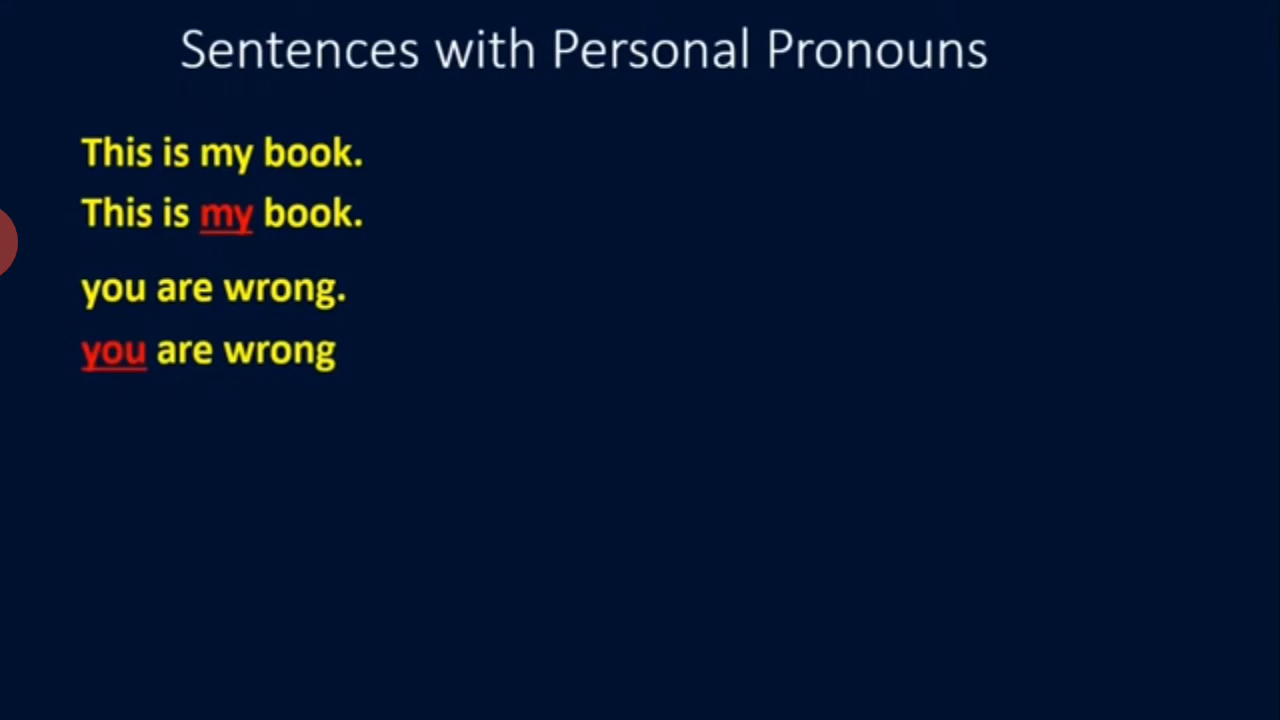 Sentences with Personal Pronouns
This is my book.
This is my book.
you are wrong.
you are wrong